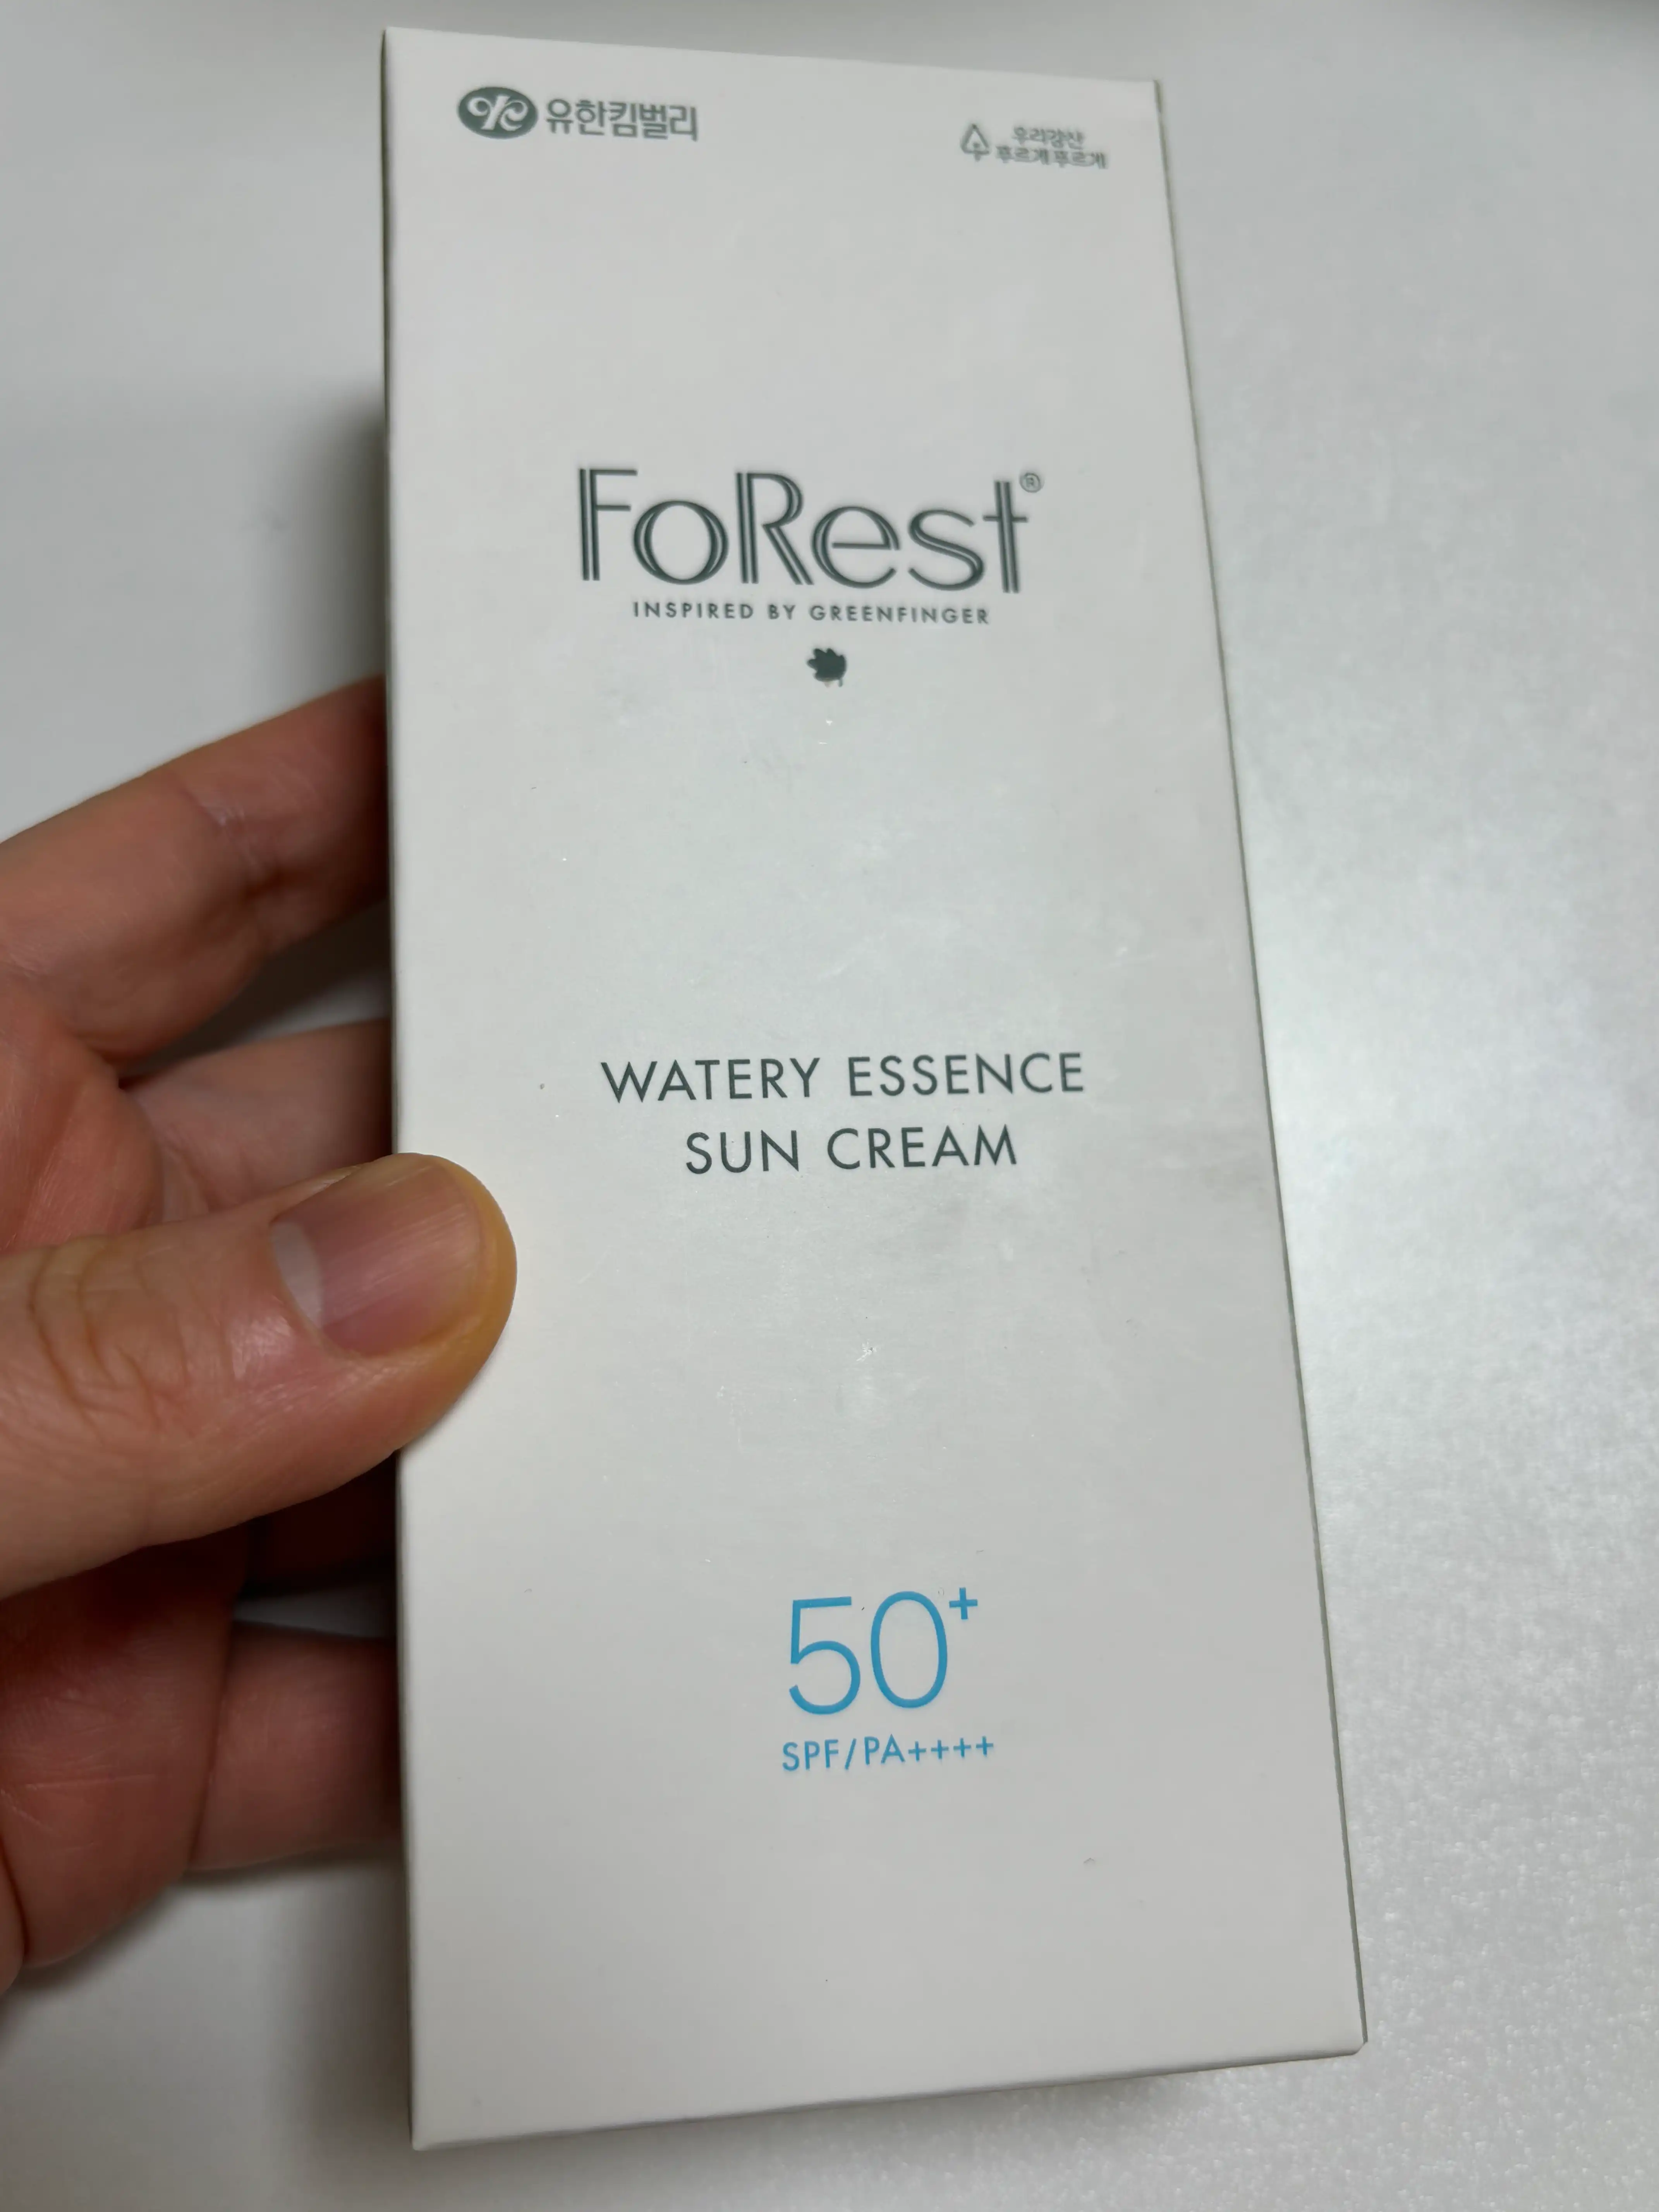 유한킴벌리
우리강산
푸르게 푸르게
FoRest®
INSPIRED BY GREENFINGER
WATERY ESSENCE
SUN CREAM
50+
SPF/PA++++